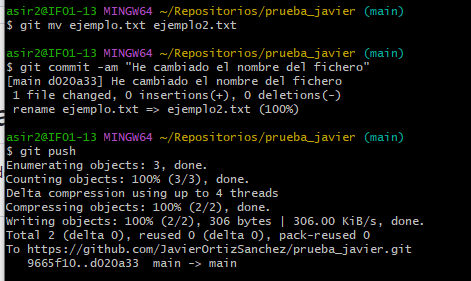 asir2@IF01-13 MINGW64 ~/Repositorios/prueba_javier (main)
$ git mv ejemplo.txt ejemplo2.txt
asir2@IF01-13 MINGW64 ~/Repositorios/prueba_javier (main)
$ git commit -am "He cambiado el nombre del fichero"
[main d020a33] He cambiado el nombre del fichero
 1 file changed, 0 insertions(+), 0 deletions(-)
 rename ejemplo.txt => ejemplo2.txt (100%)
asir2@IF01-13 MINGW64 ~/Repositorios/prueba_javier (main)
$ git push
Enumerating objects: 3, done.
Counting objects: 100% (3/3), done.
Delta compression using up to 4 threads
Compressing objects: 100% (2/2), done.
Writing objects: 100% (2/2), 306 bytes | 306.00 KiB/s, done.
Total 2 (delta 0), reused 0 (delta 0), pack-reused 0
To https://github.com/JavierOrtizSanchez/prueba_javier.git
   9665f10..d020a33  main -> main